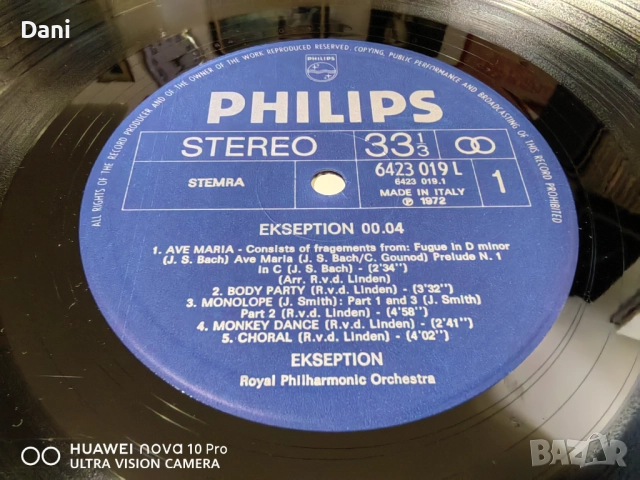 Dani
ALL RIGHTS OF THE RECORD PRODUCER AND OF THE OWNER OF THE WORK REPRODUCED RESERVED. COPYING, PUBLIC PERFORMANCE AND BROADCASTING OF THIS RECORD PROHIBITED
PHILIPS
PHILIPS
STEREO
33 1/3
STEMRA
6423 019 L
6423 019.1
MADE IN ITALY
Ⓟ 1972
1
EKSEPTION 00.04
1. AVE MARIA - Consists of fragements from: Fugue in D minor
(J. S. Bach) Ave Maria (J. S. Bach/C. Gounod) Prelude N. 1
in C (J. S. Bach) - (2'34'')
(Arr. R.v.d. Linden)
2. BODY PARTY (R.v.d. Linden) - (3'32'')
3. MONOLOPE (J. Smith): Part 1 and 3 (J. Smith)
Part 2 (R.v.d. Linden) - (4'58'')
4. MONKEY DANCE (R.v.d. Linden) - (2'41'')
5. CHORAL (R.v.d. Linden) - (4'02'')
EKSEPTION
Royal Philharmonic Orchestra
HUAWEI nova 10 Pro
ULTRA VISION CAMERA
BAZAR